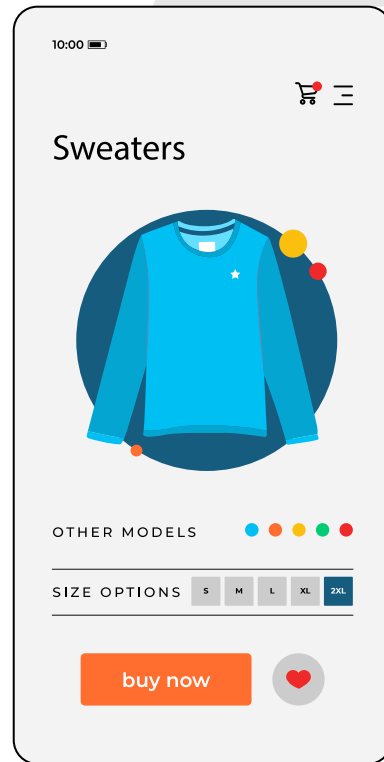 10:00
Sweaters
OTHER MODELS
SIZE OPTIONS S M L XL 2XL
buy now